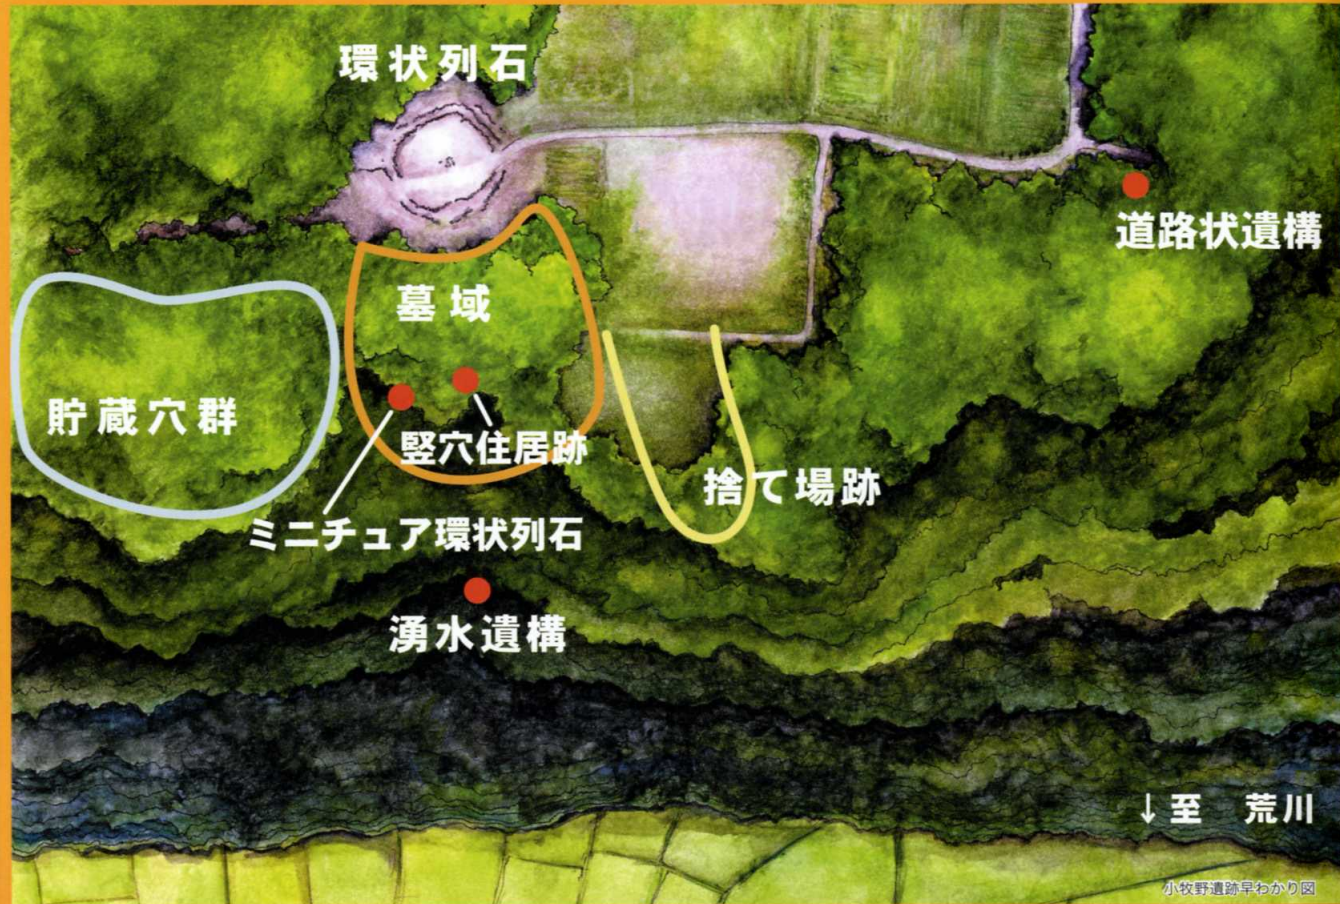 環状列石
道路状遺構
墓域
貯蔵穴群
竪穴住居跡
捨て場跡
ミニチュア環状列石
湧水遺構
↓至　荒川
小牧野遺跡早わかり図